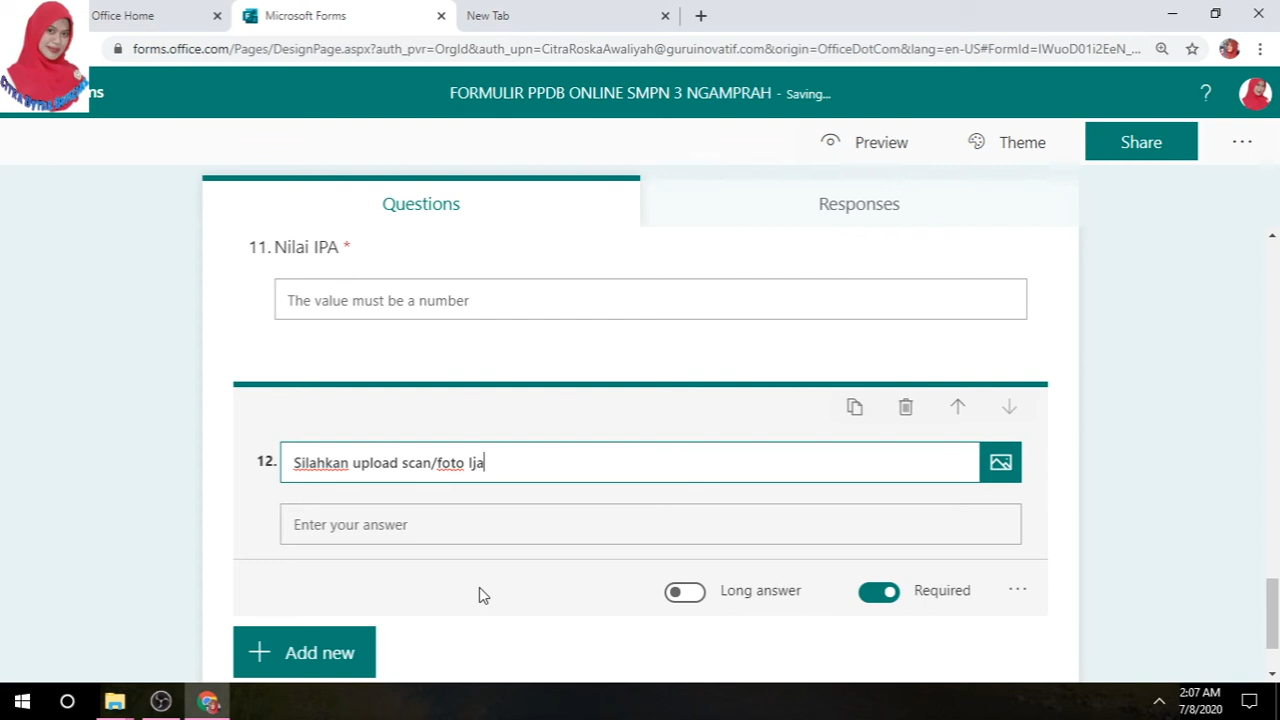 Office Home
Microsoft Forms
New Tab
forms.office.com/Pages/DesignPage.aspx?auth_pvr=OrgId&auth_upn=CitraRoskaAwaliyah@guruinovatif.com&origin=OfficeDotCom&lang=en-US#FormId=IWuoD01i2EeN_...
ns
FORMULIR PPDB ONLINE SMPN 3 NGAMPRAH - Saving...
?
Preview
Theme
Share
...
Questions
Responses
11. Nilai IPA *
The value must be a number
12. Silahkan upload scan/foto Ija
Enter your answer
Long answer
Required
...
+ Add new
2:07 AM
7/8/2020